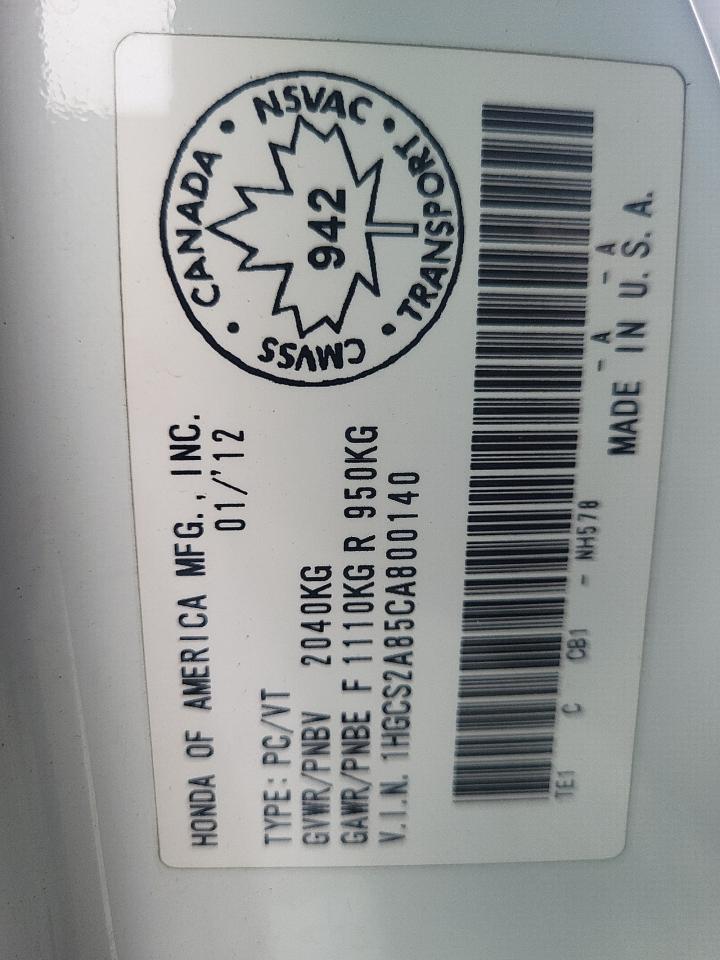 HONDA OF AMERICA MFG., INC.
01/'12
TYPE: PC/VT
GVWR/PNBV 2040KG
GAWR/PNBE F 1110KG R 950KG
V.I.N. 1HGCS2A85CA800140
CANADA • NSVAC • TRANSPORT • CMVSS •
942
TE1 C CB1 - NH578 - A - A
MADE IN U.S.A.